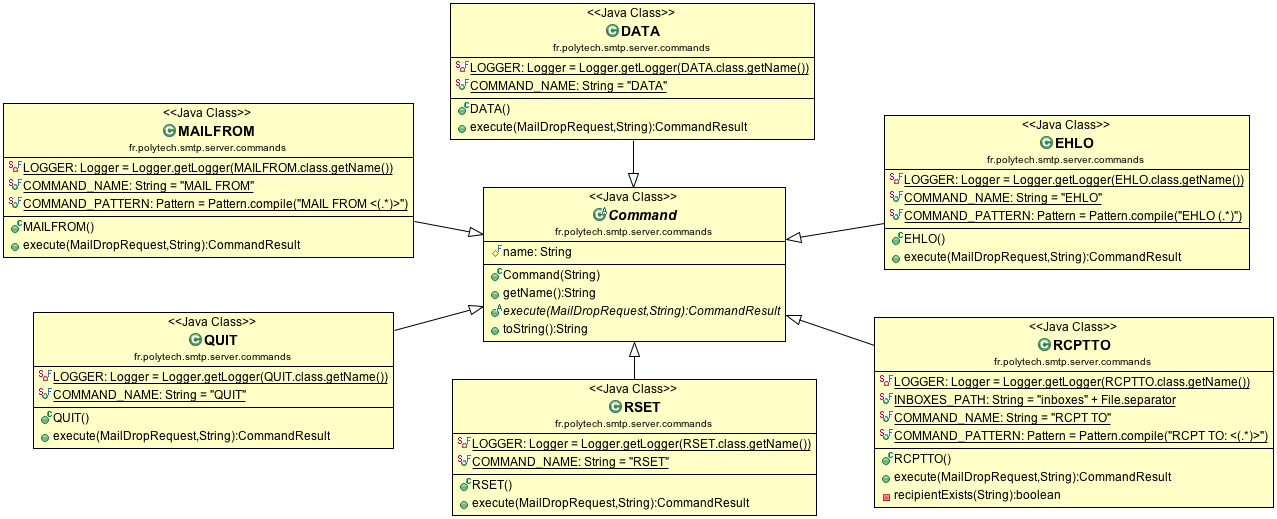 <<Java Class>>
DATA
fr.polytech.smtp.server.commands
LOGGER: Logger = Logger.getLogger(DATA.class.getName())
COMMAND_NAME: String = "DATA"
DATA()
execute(MailDropRequest,String):CommandResult
<<Java Class>>
MAILFROM
fr.polytech.smtp.server.commands
LOGGER: Logger = Logger.getLogger(MAILFROM.class.getName())
COMMAND_NAME: String = "MAIL FROM"
COMMAND_PATTERN: Pattern = Pattern.compile("MAIL FROM <(.*)>")
MAILFROM()
execute(MailDropRequest,String):CommandResult
<<Java Class>>
EHLO
fr.polytech.smtp.server.commands
LOGGER: Logger = Logger.getLogger(EHLO.class.getName())
COMMAND_NAME: String = "EHLO"
COMMAND_PATTERN: Pattern = Pattern.compile("EHLO (.*)")
EHLO()
execute(MailDropRequest,String):CommandResult
<<Java Class>>
Command
fr.polytech.smtp.server.commands
name: String
Command(String)
getName():String
execute(MailDropRequest,String):CommandResult
toString():String
<<Java Class>>
QUIT
fr.polytech.smtp.server.commands
LOGGER: Logger = Logger.getLogger(QUIT.class.getName())
COMMAND_NAME: String = "QUIT"
QUIT()
execute(MailDropRequest,String):CommandResult
<<Java Class>>
RSET
fr.polytech.smtp.server.commands
LOGGER: Logger = Logger.getLogger(RSET.class.getName())
COMMAND_NAME: String = "RSET"
RSET()
execute(MailDropRequest,String):CommandResult
<<Java Class>>
RCPTTO
fr.polytech.smtp.server.commands
LOGGER: Logger = Logger.getLogger(RCPTTO.class.getName())
INBOXES_PATH: String = "inboxes" + File.separator
COMMAND_NAME: String = "RCPT TO"
COMMAND_PATTERN: Pattern = Pattern.compile("RCPT TO: <(.*)>")
RCPTTO()
execute(MailDropRequest,String):CommandResult
recipientExists(String):boolean